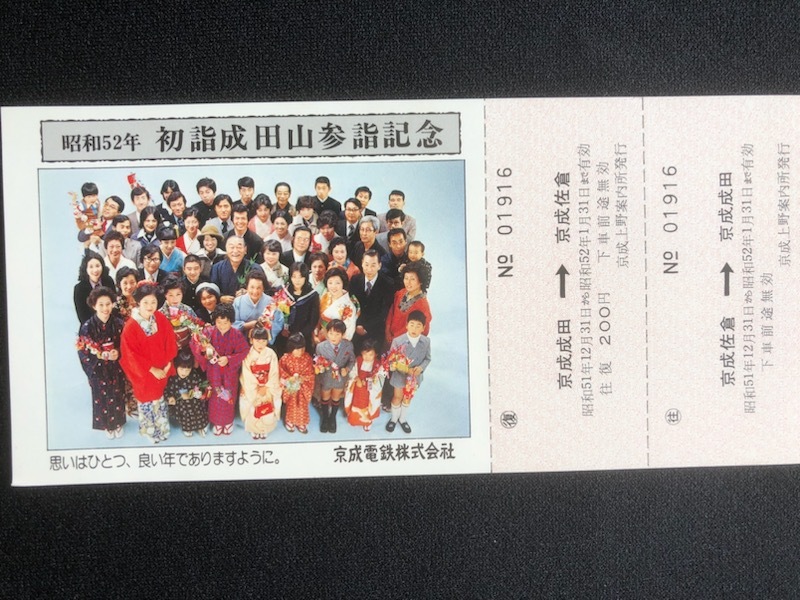 昭和52年 初詣成田山参詣記念
思いはひとつ、良い年でありますように。
京成電鉄株式会社
№ 01916
京成成田 → 京成佐倉
昭和51年12月31日から昭和52年1月31日まで有効
往復 200円 下車前途無効
京成上野案内所発行
復
№ 01916
京成佐倉 → 京成成田
昭和51年12月31日から昭和52年1月31日まで有効
下車前途無効
京成上野案内所発行
往